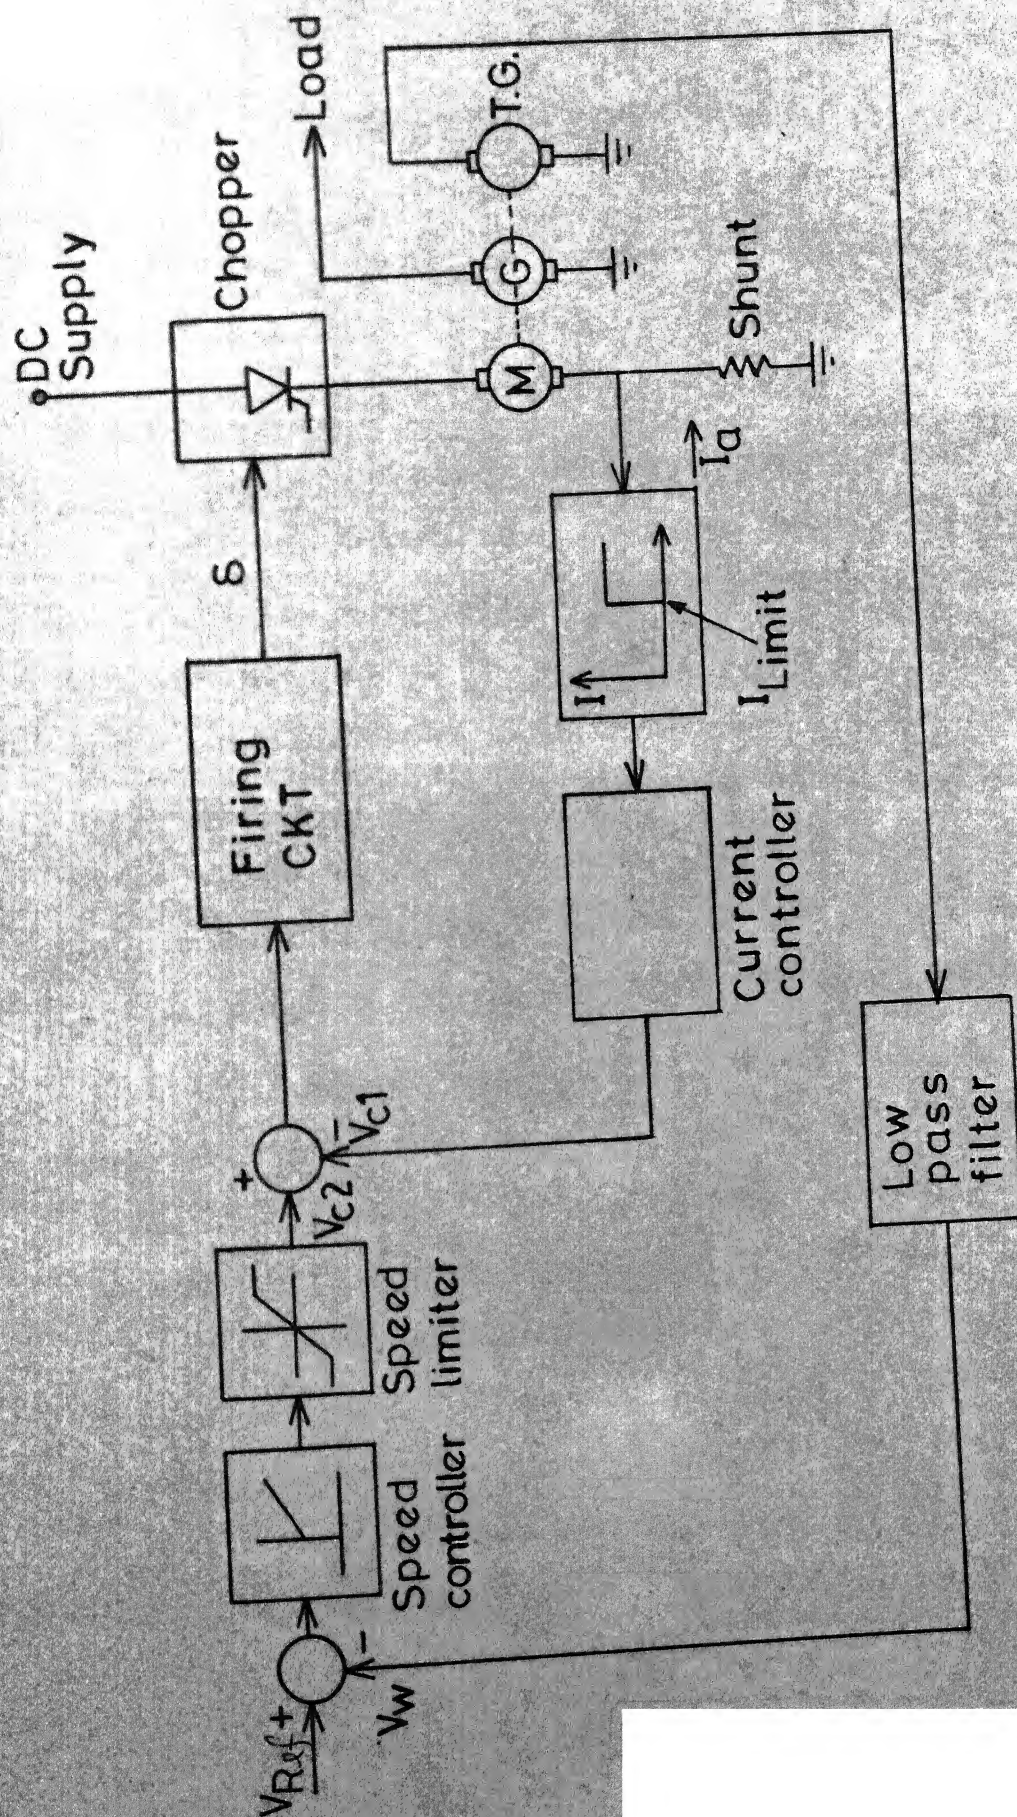 DC
Supply
Chopper
Load
T.G.
G
M
Shunt
Ia
ILimit
I
δ
Firing
CKT
Current
controller
+
-
Vc1
Vc2
Speed
limiter
Speed
controller
Low
pass
filter
VRef +
-
Vw